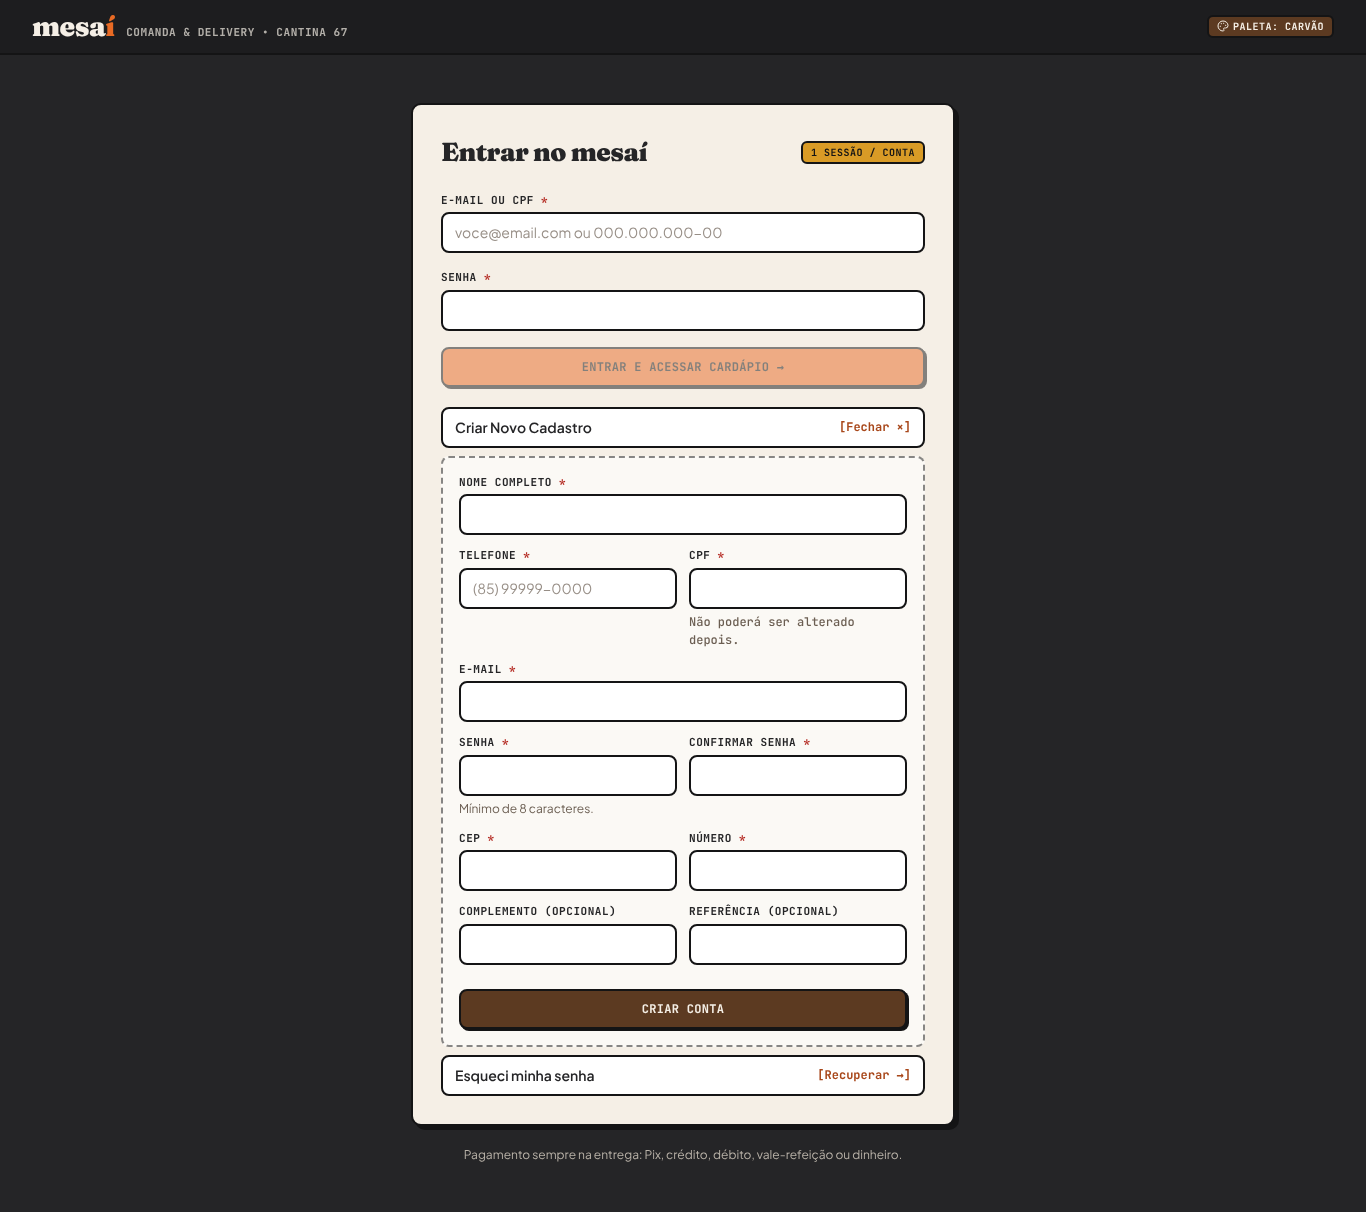 mesaí COMANDA & DELIVERY • CANTINA 67
PALETA: CARVÃO
Entrar no mesaí
1 SESSÃO / CONTA
E-MAIL OU CPF *
voce@email.com ou 000.000.000-00
SENHA *
ENTRAR E ACESSAR CARDÁPIO →
Criar Novo Cadastro
[Fechar ×]
NOME COMPLETO *
TELEFONE *
CPF *
(85) 99999-0000
Não poderá ser alterado
depois.
E-MAIL *
SENHA *
CONFIRMAR SENHA *
Mínimo de 8 caracteres.
CEP *
NÚMERO *
COMPLEMENTO (OPCIONAL)
REFERÊNCIA (OPCIONAL)
CRIAR CONTA
Esqueci minha senha
[Recuperar →]
Pagamento sempre na entrega: Pix, crédito, débito, vale-refeição ou dinheiro.